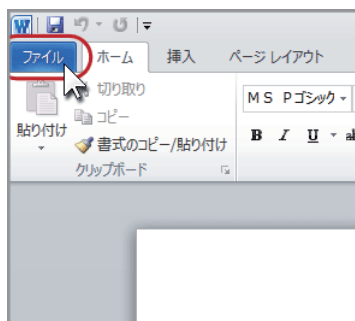 ファイル ホーム 挿入 ページ レイアウト
切り取り
コピー
貼り付け
書式のコピー/貼り付け
クリップボード
ＭＳ Ｐゴシック
B I U